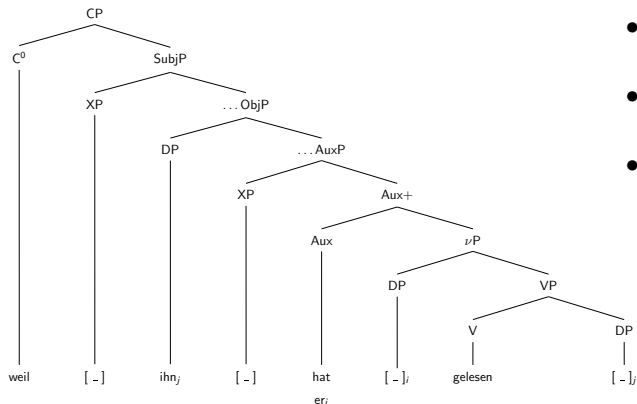 CP
C⁰ SubjP
XP …ObjP
DP …AuxP
XP Aux+
Aux νP
DP VP
V DP
weil [ _ ] ihnⱼ [ _ ] hat [ _ ]ᵢ gelesen [ _ ]ⱼ
erᵢ